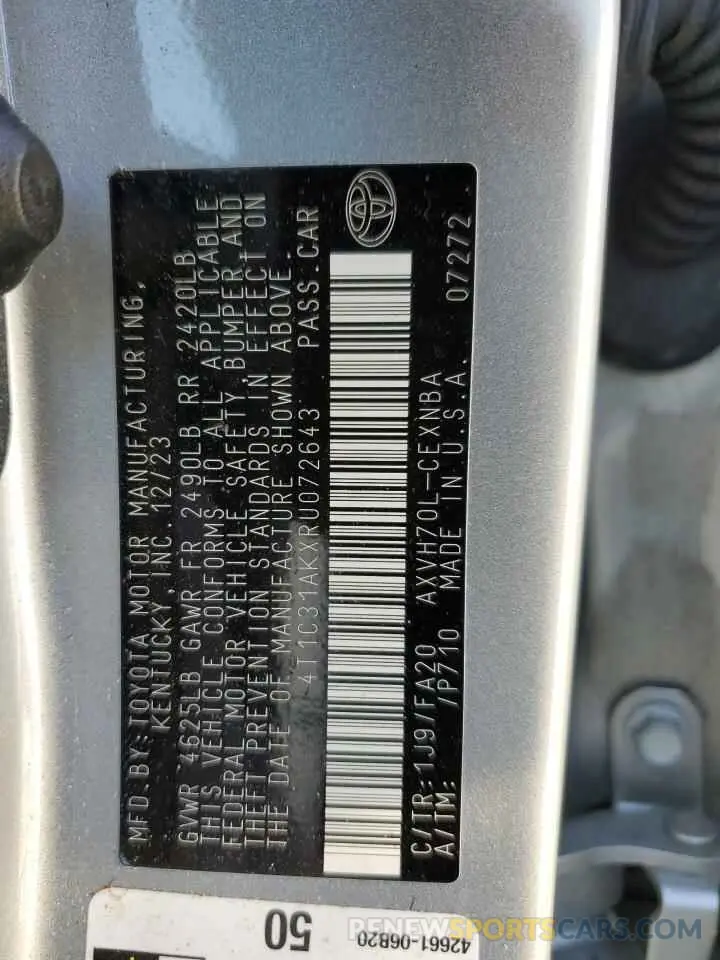 MFD. BY: TOYOTA MOTOR MANUFACTURING,
KENTUCKY, INC. 12/23
GVWR 4625LB GAWR FR 2490LB RR 2420LB
THIS VEHICLE CONFORMS TO ALL APPLICABLE
FEDERAL MOTOR VEHICLE SAFETY, BUMPER, AND
THEFT PREVENTION STANDARDS IN EFFECT ON
THE DATE OF MANUFACTURE SHOWN ABOVE.
4T1C31AKXRU072643 PASS. CAR
C/TR: 1J9/FA20 AXVH70L-CEXNBA
A/TM: /P710 MADE IN U.S.A. 07272
50
42661-06B20
RENEWSPORTSCARS.COM